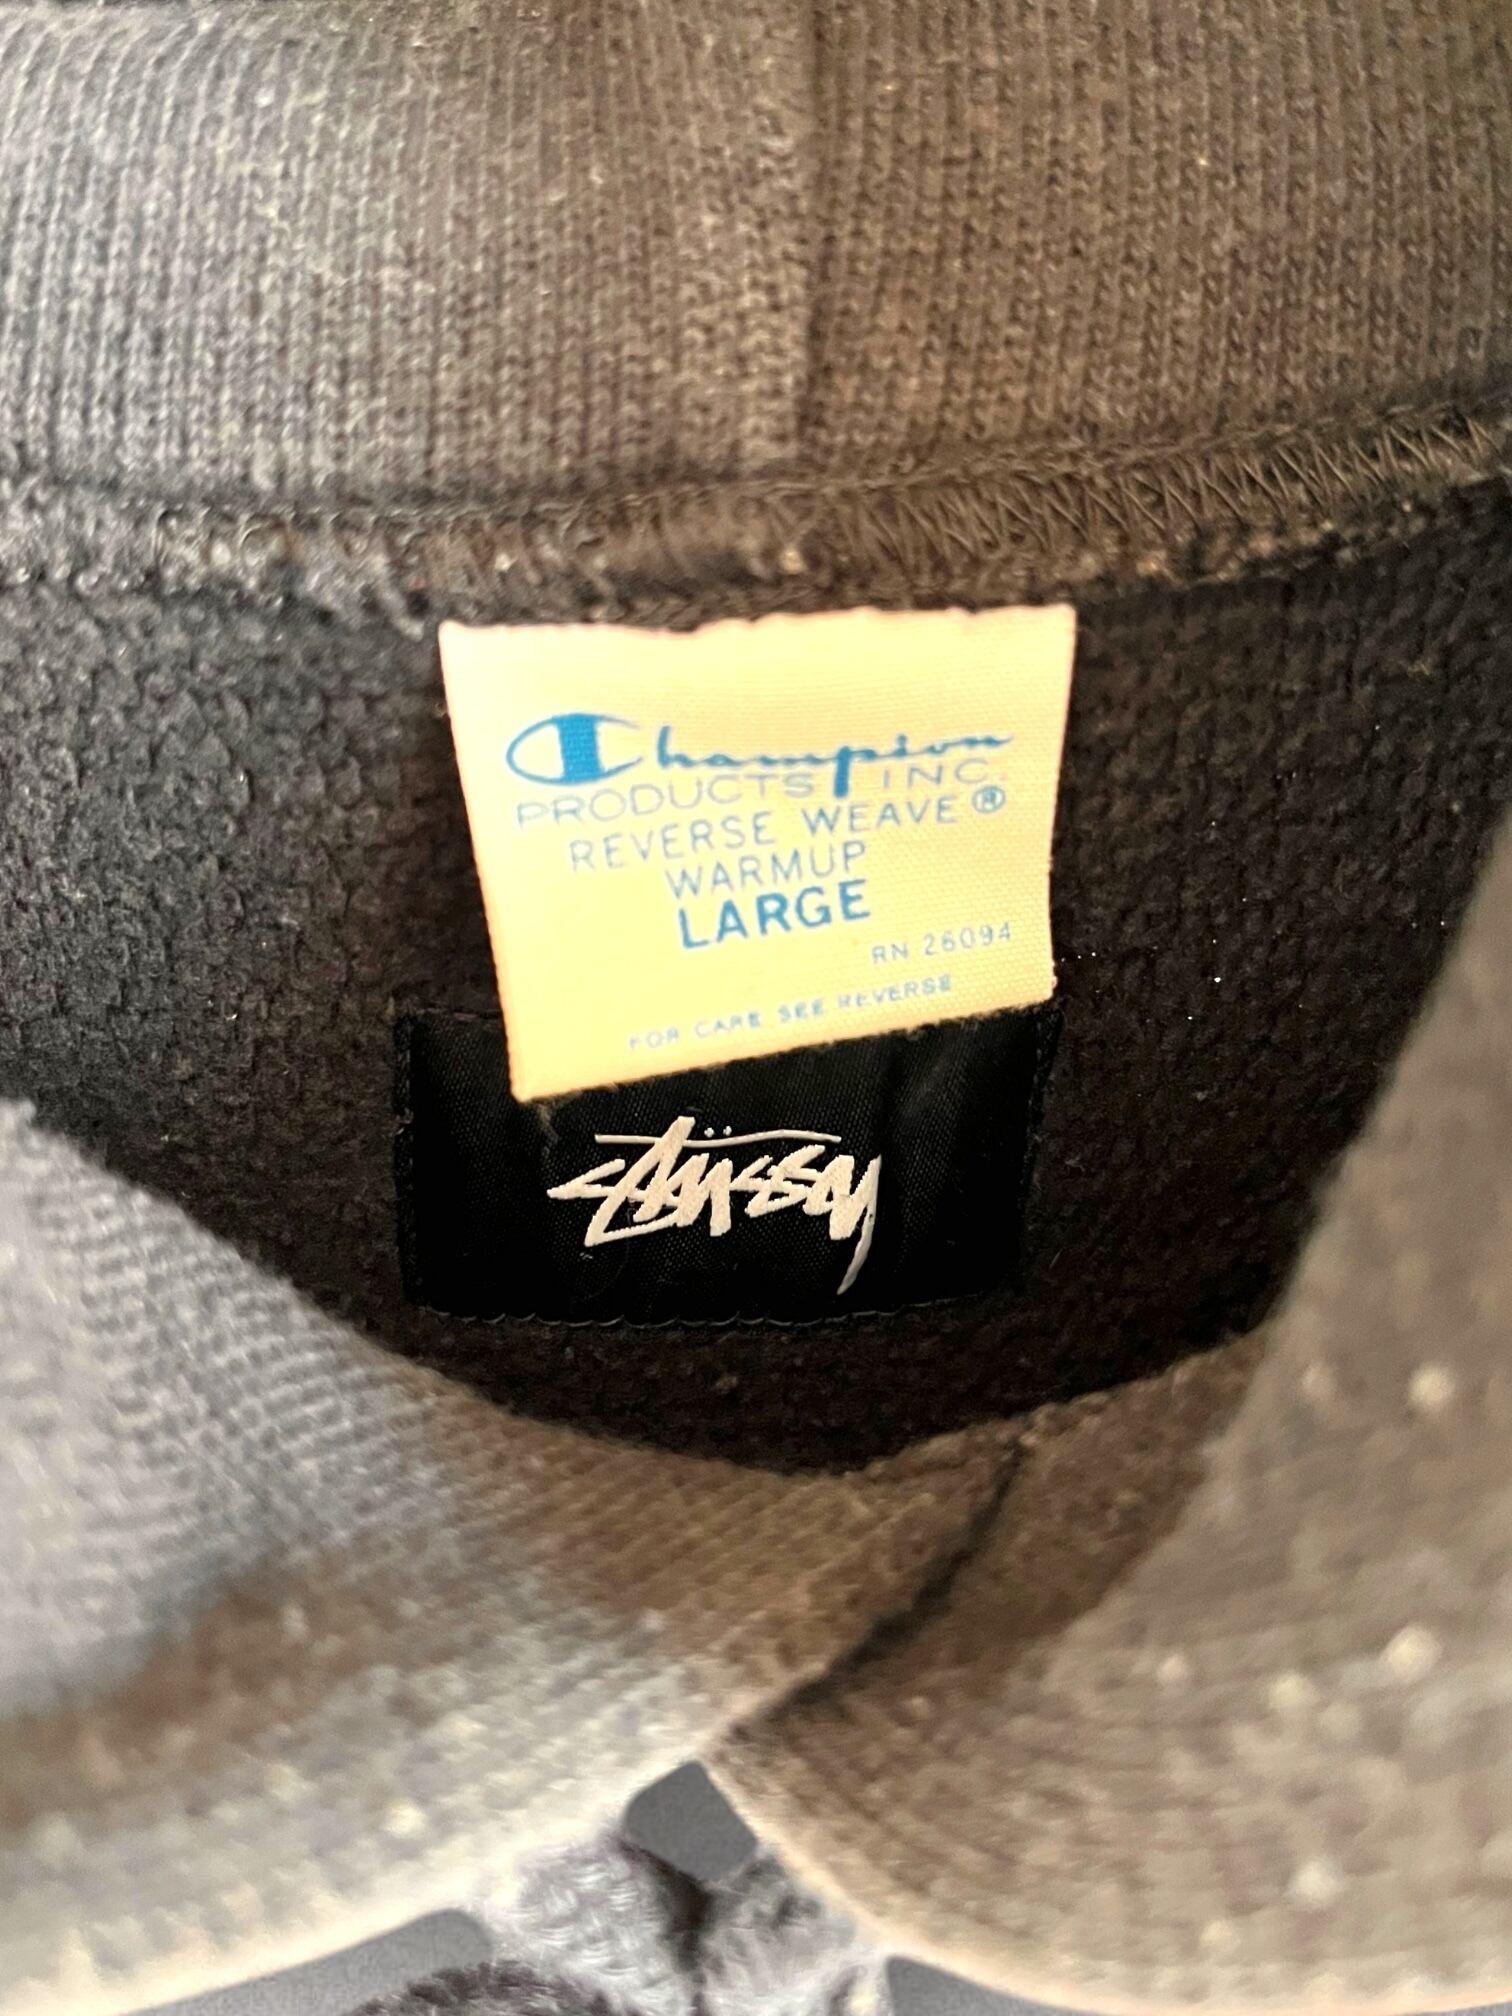 Champion
PRODUCTS INC.
REVERSE WEAVE ®
WARMUP
LARGE
RN 26094
FOR CARE SEE REVERSE
Stüssy